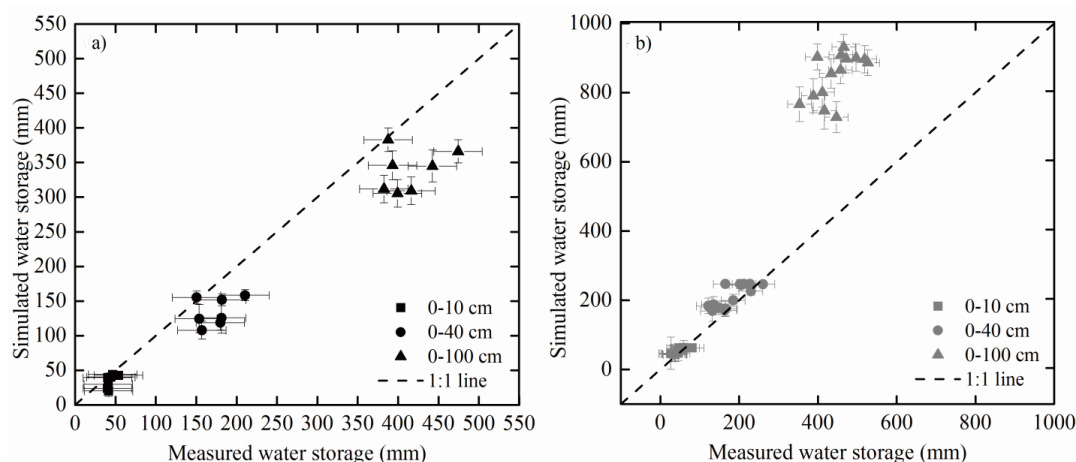 a)
Simulated water storage (mm)
550
500
450
400
350
300
250
200
150
100
50
0
0 50 100 150 200 250 300 350 400 450 500 550
Measured water storage (mm)
0-10 cm
0-40 cm
0-100 cm
1:1 line
b)
Simulated water storage (mm)
1000
800
600
400
200
0
0 200 400 600 800 1000
Measured water storage (mm)
0-10 cm
0-40 cm
0-100 cm
1:1 line